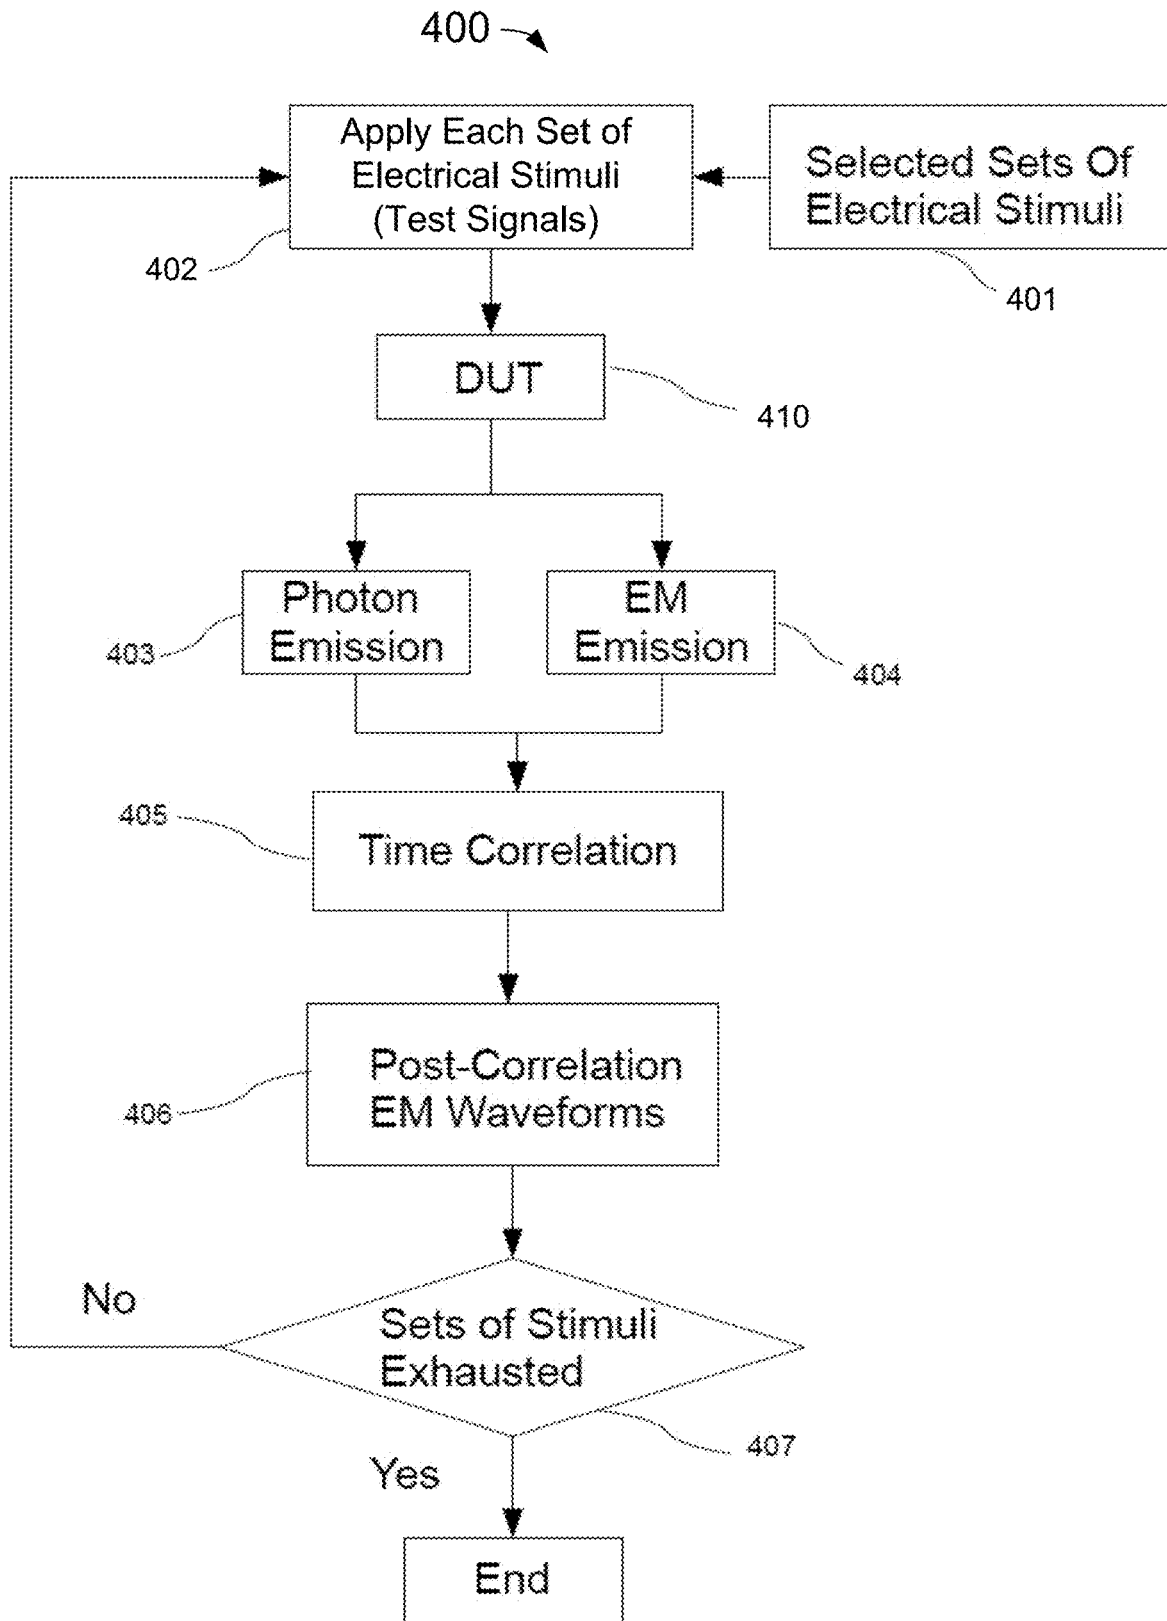 400
Apply Each Set of
Electrical Stimuli
(Test Signals)
402
Selected Sets Of
Electrical Stimuli
401
DUT
410
Photon
Emission
403
EM
Emission
404
405
Time Correlation
Post-Correlation
EM Waveforms
406
No
Sets of Stimuli
Exhausted
407
Yes
End